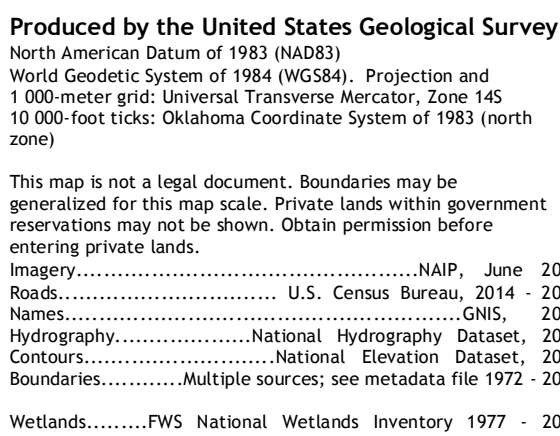 Produced by the United States Geological Survey
North American Datum of 1983 (NAD83)
World Geodetic System of 1984 (WGS84). Projection and
1 000-meter grid: Universal Transverse Mercator, Zone 14S
10 000-foot ticks: Oklahoma Coordinate System of 1983 (north
zone)
This map is not a legal document. Boundaries may be
generalized for this map scale. Private lands within government
reservations may not be shown. Obtain permission before
entering private lands.
Imagery..........................................NAIP, June 20
Roads........................... U.S. Census Bureau, 2014 - 20
Names....................................................GNIS, 20
Hydrography.................National Hydrography Dataset, 20
Contours........................National Elevation Dataset, 20
Boundaries............Multiple sources; see metadata file 1972 - 20
Wetlands.........FWS National Wetlands Inventory 1977 - 20